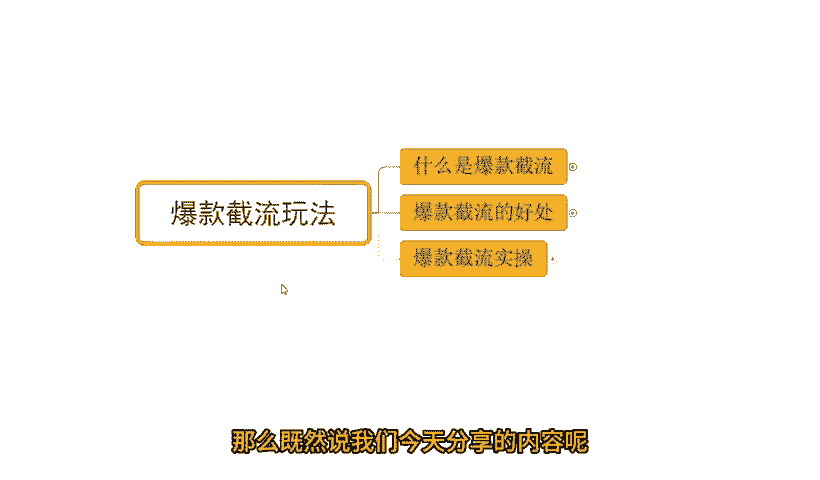 爆款截流玩法
什么是爆款截流
爆款截流的好处
爆款截流实操
那么既然说我们今天分享的内容呢